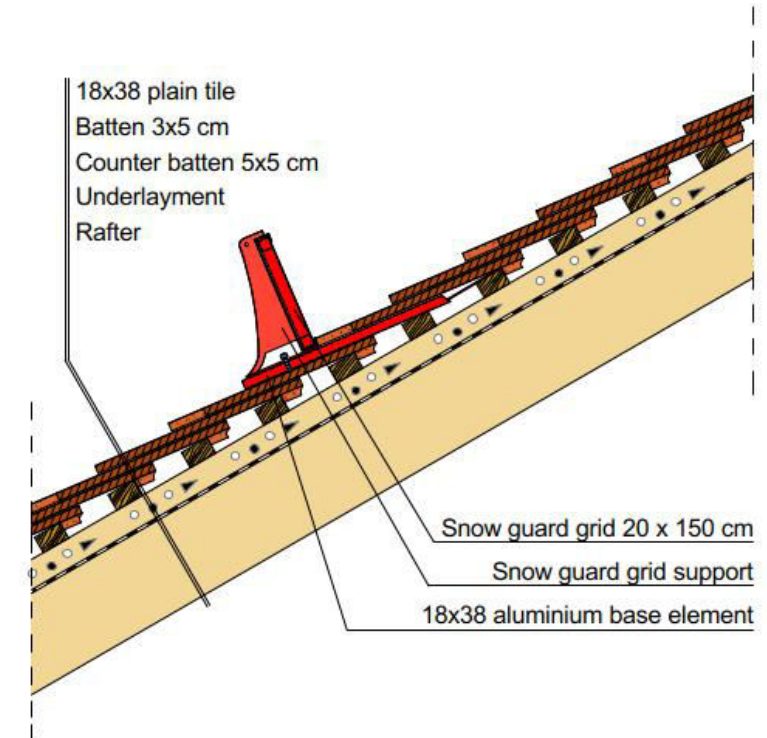 18x38 plain tile
Batten 3x5 cm
Counter batten 5x5 cm
Underlayment
Rafter
Snow guard grid 20 x 150 cm
Snow guard grid support
18x38 aluminium base element